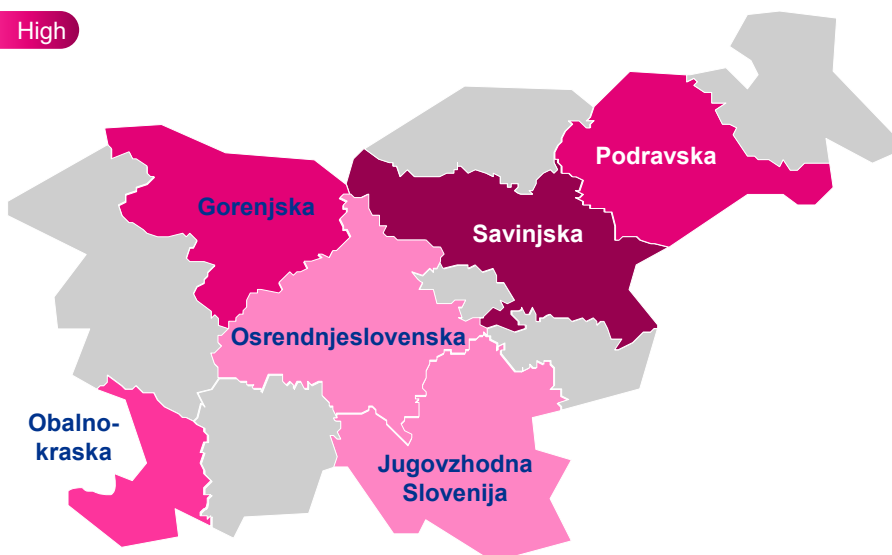 High
Podravska
Gorenjska
Savinjska
Osrendnjeslovenska
Obalno-
kraska
Jugovzhodna
Slovenija